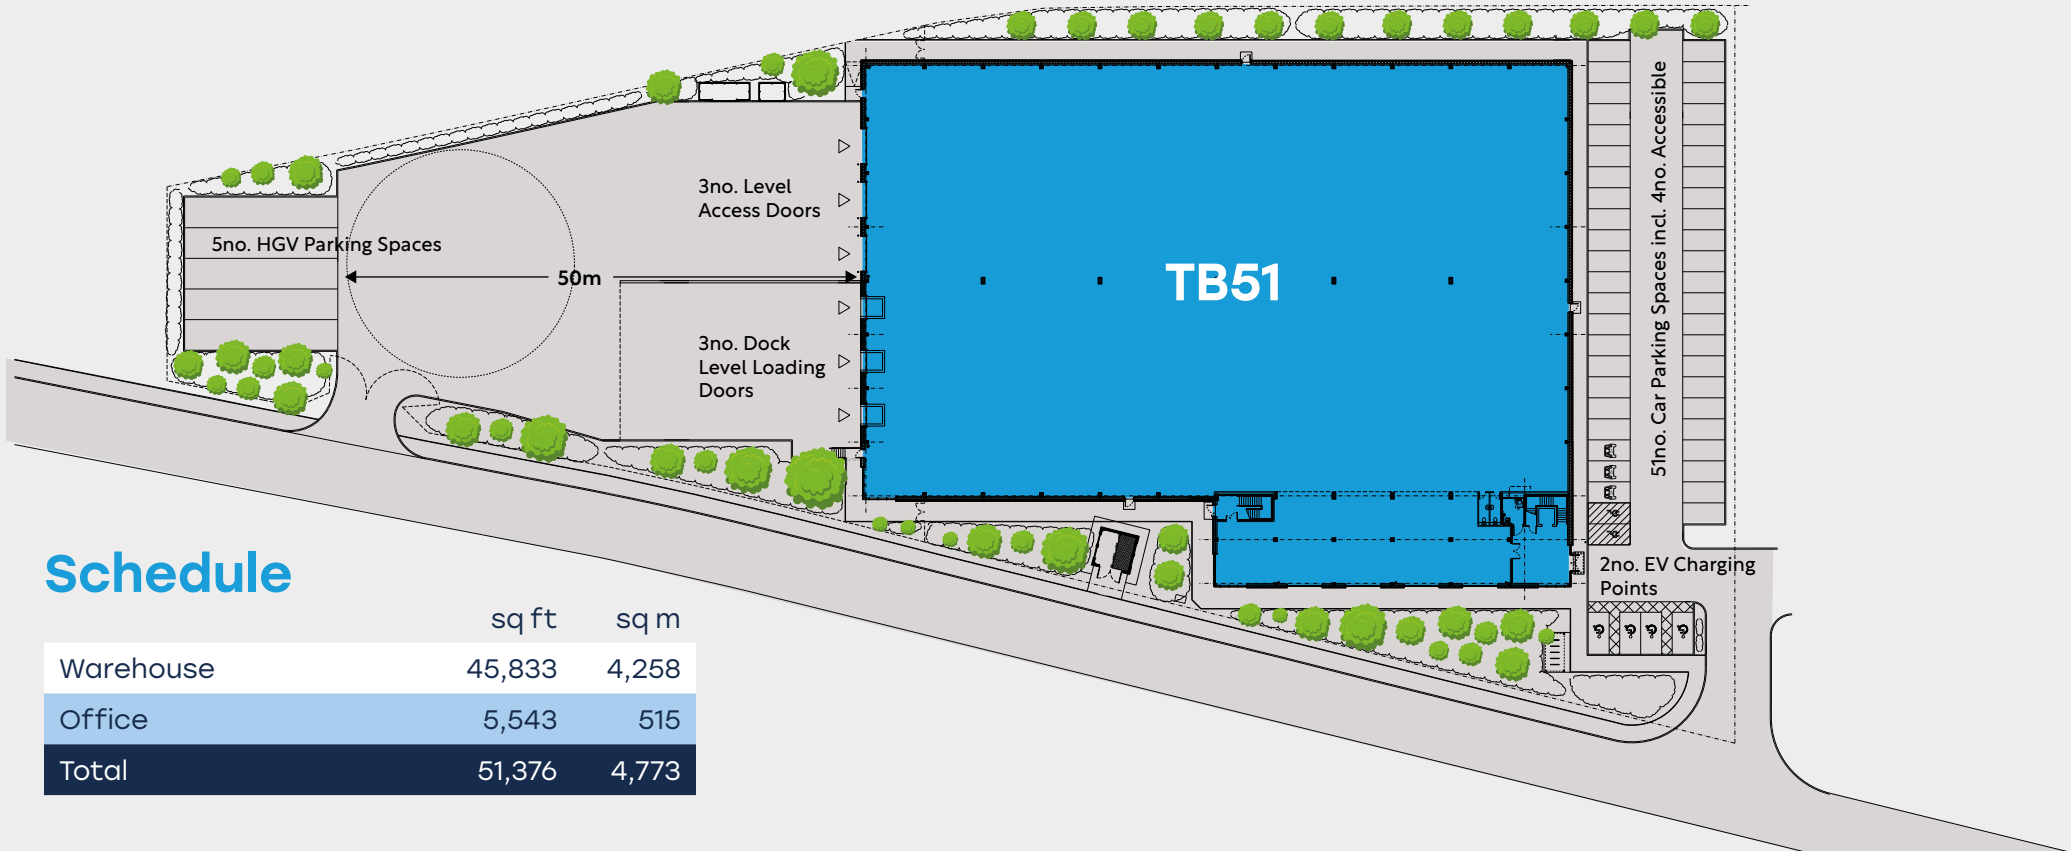 3no. Level
Access Doors
5no. HGV Parking Spaces
50m
TB51
3no. Dock
Level Loading
Doors
51no. Car Parking Spaces incl. 4no. Accessible
2no. EV Charging
Points
Schedule
sq ft sq m
Warehouse 45,833 4,258
Office 5,543 515
Total 51,376 4,773